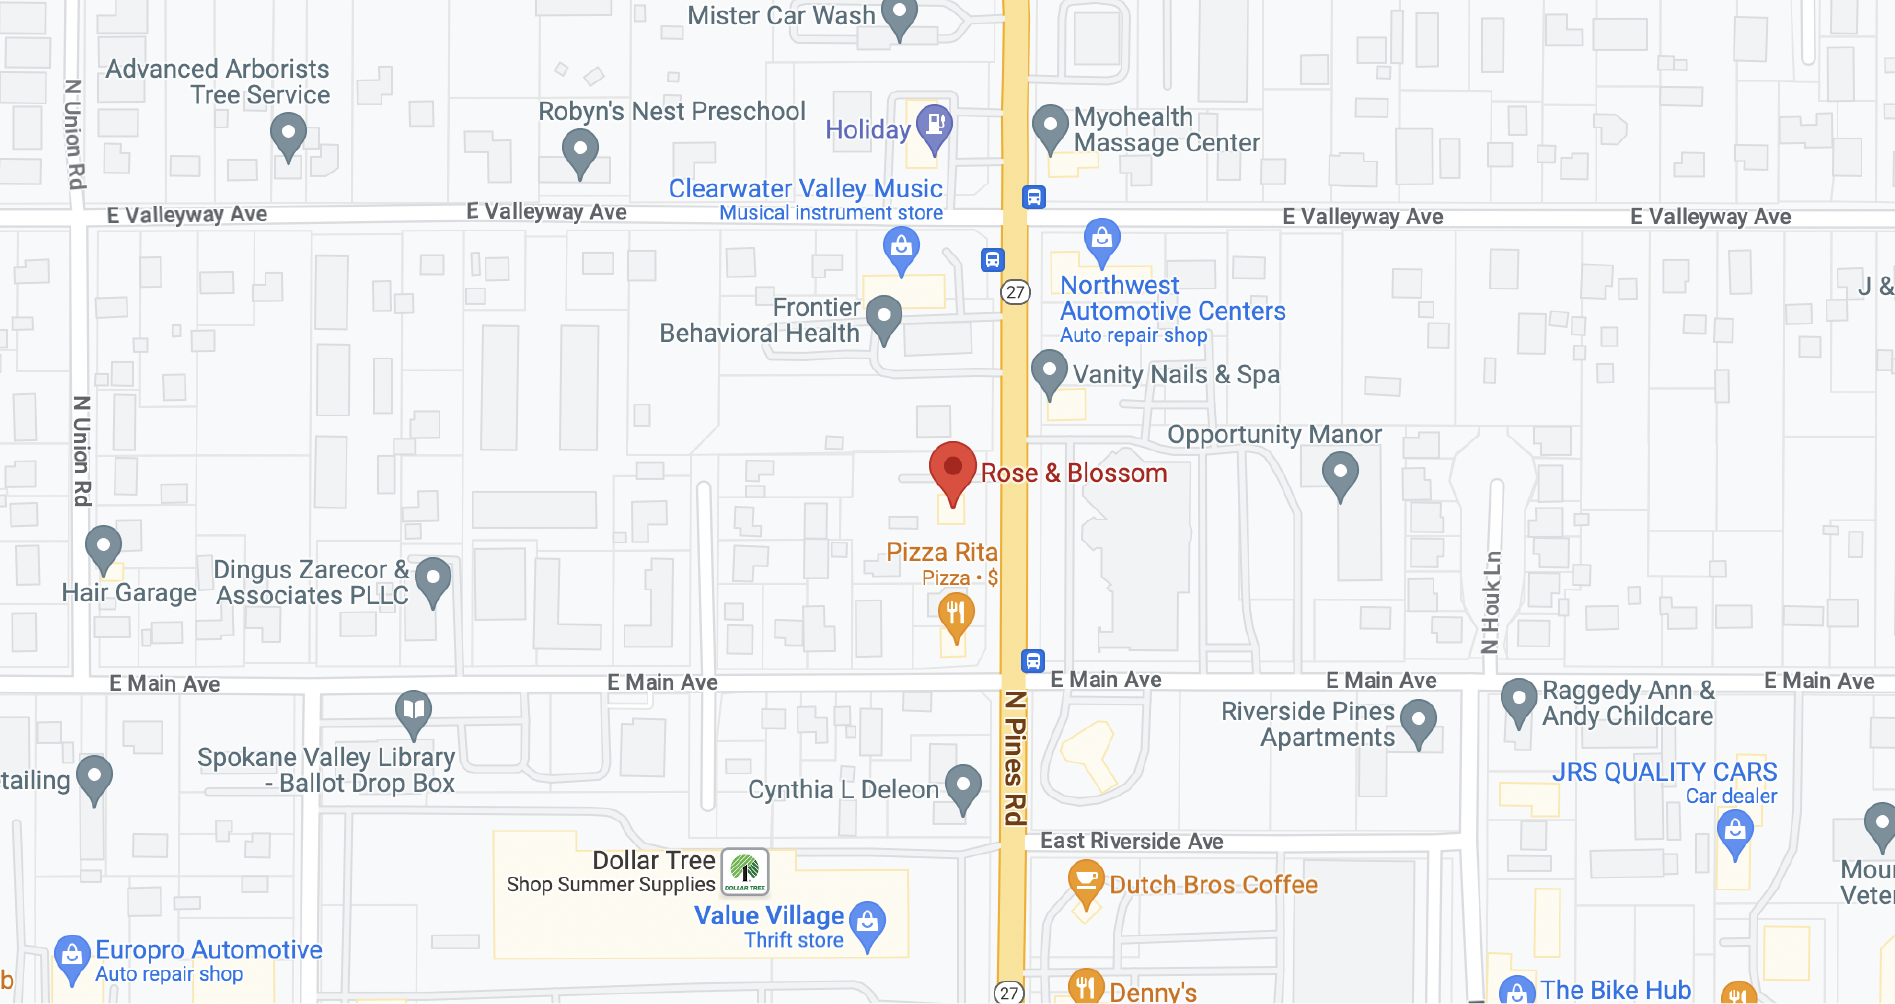 Mister Car Wash
N Union Rd
Advanced Arborists
Tree Service
Robyn's Nest Preschool
Holiday
Myohealth
Massage Center
Clearwater Valley Music
Musical instrument store
E Valleyway Ave
E Valleyway Ave
E Valleyway Ave
E Valleyway Ave
27
Northwest
Automotive Centers
Auto repair shop
J &
Frontier
Behavioral Health
Vanity Nails & Spa
N Union Rd
Opportunity Manor
Rose & Blossom
Pizza Rita
Pizza • $
Hair Garage
Dingus Zarecor &
Associates PLLC
N Houk Ln
E Main Ave
E Main Ave
E Main Ave
E Main Ave
E Main Ave
N Pines Rd
Riverside Pines
Apartments
Raggedy Ann &
Andy Childcare
Spokane Valley Library
- Ballot Drop Box
tailing
Cynthia L Deleon
JRS QUALITY CARS
Car dealer
East Riverside Ave
Dollar Tree
Shop Summer Supplies
DOLLAR TREE
Dutch Bros Coffee
Mour
Veter
Value Village
Thrift store
Europro Automotive
Auto repair shop
b
27
Denny's
The Bike Hub